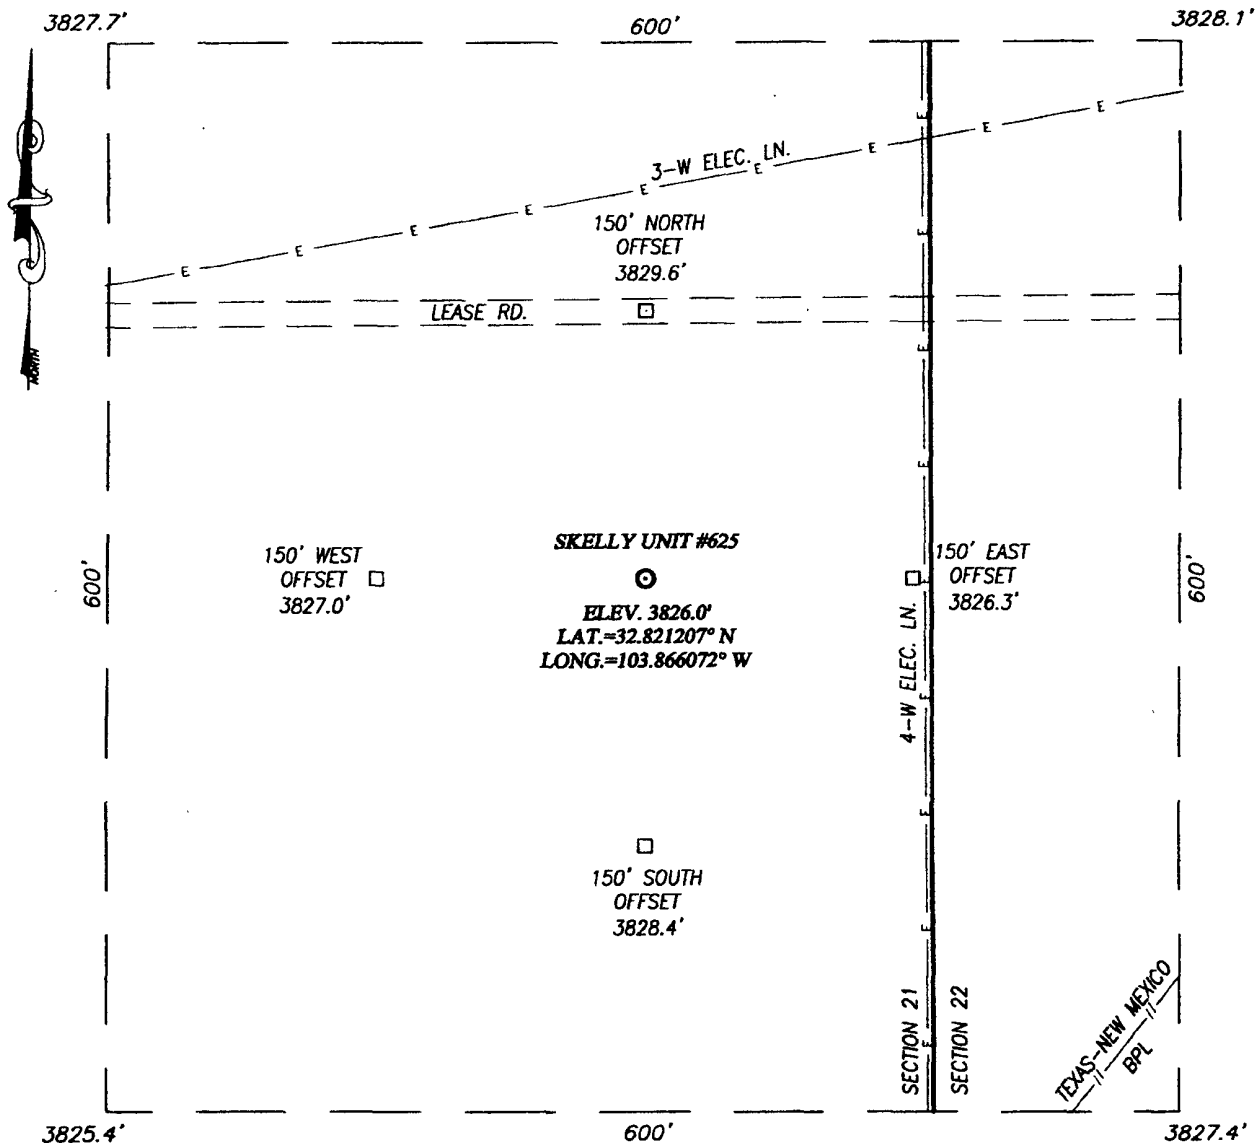 3827.7'
600'
3828.1'
3-W ELEC. LN.
E
E
E
E
E
E
E
E
E
150' NORTH
OFFSET
3829.6'
NORTH
LEASE RD.
SKELLY UNIT #625
ELEV. 3826.0'
LAT.=32.821207° N
LONG.=103.866072° W
150' WEST
OFFSET
3827.0'
150' EAST
OFFSET
3826.3'
600'
600'
4-W ELEC. LN.
E
E
E
E
E
E
E
E
E
150' SOUTH
OFFSET
3828.4'
SECTION 21
SECTION 22
TEXAS-NEW MEXICO
BPL
3825.4'
600'
3827.4'